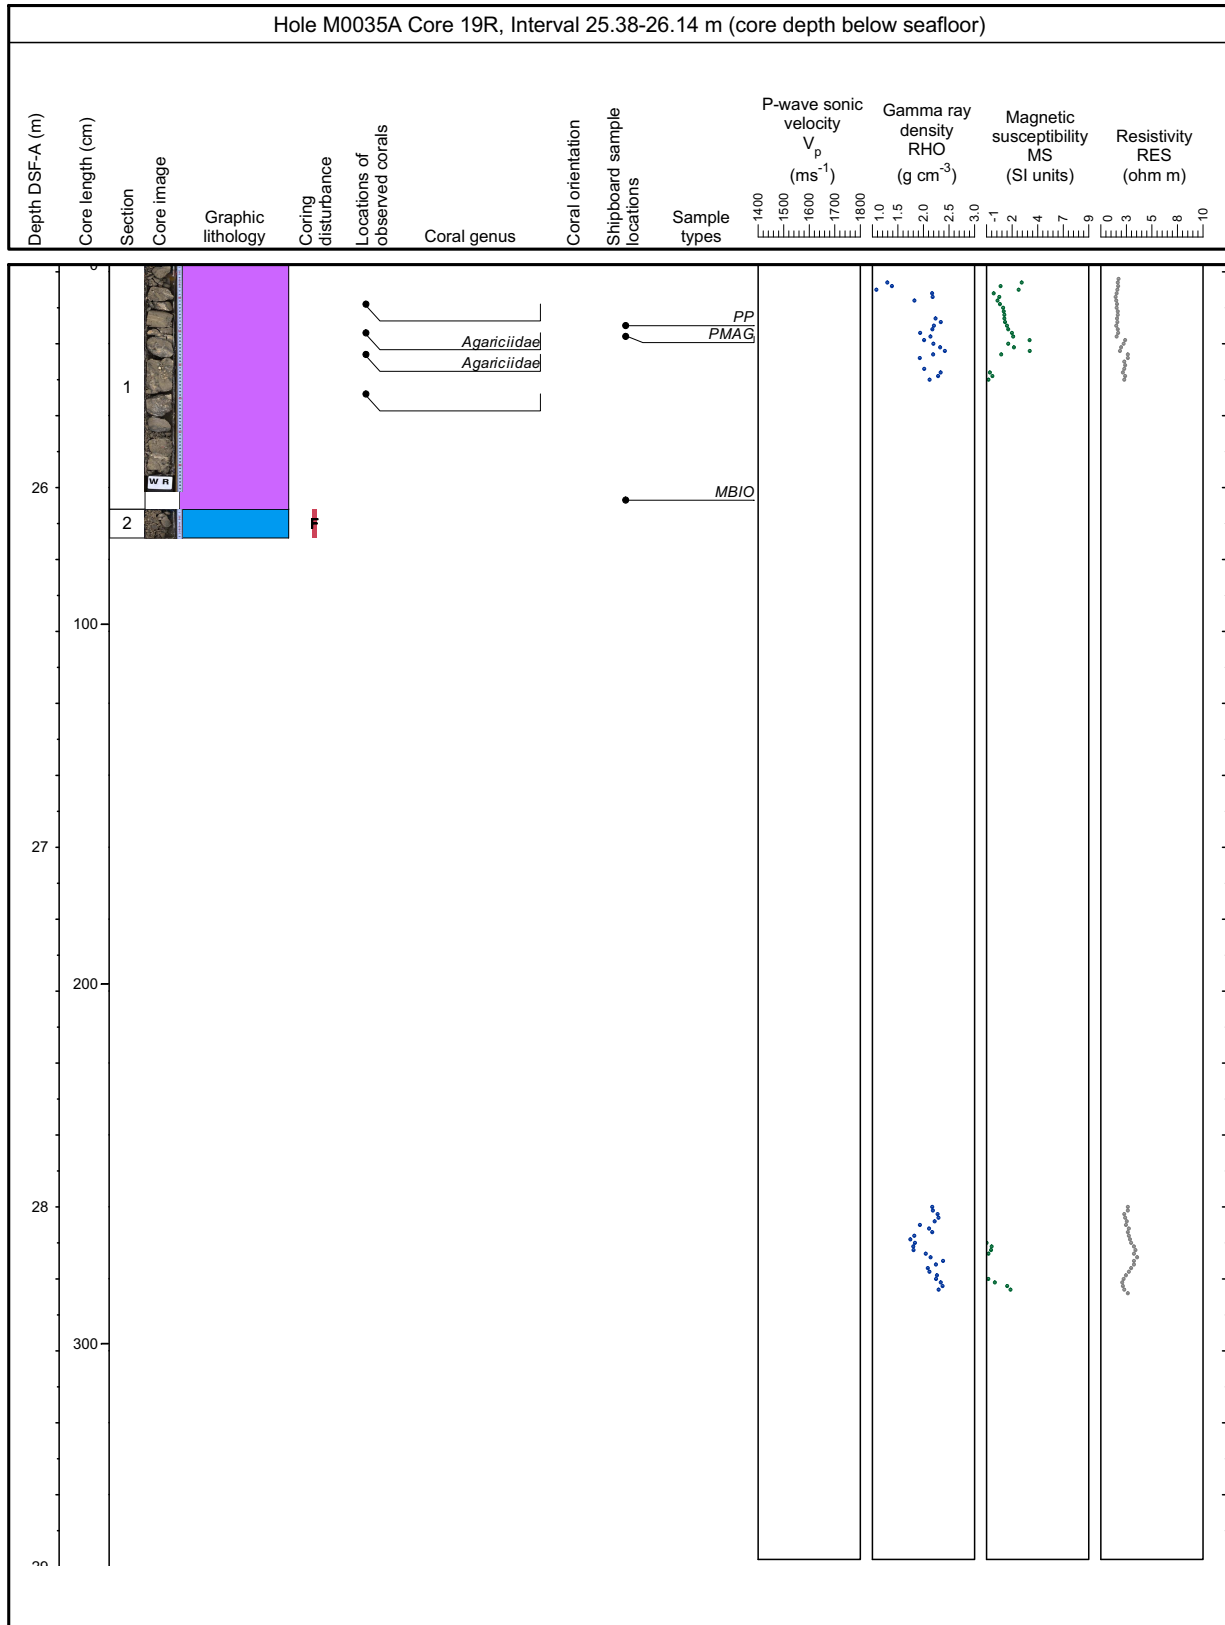 Hole M0035A Core 19R, Interval 25.38-26.14 m (core depth below seafloor)
Depth DSF-A (m)
Core length (cm)
Section
Core image
Graphic
lithology
Coring
disturbance
Locations of
observed corals
Coral genus
Coral orientation
Shipboard sample
locations
Sample
types
P-wave sonic
velocity
Vp
(ms-1)
1400 1500 1600 1700 1800
Gamma ray
density
RHO
(g cm-3)
1.0 1.5 2.0 2.5 3.0
Magnetic
susceptibility
MS
(SI units)
-1 2 4 7 9
Resistivity
RES
(ohm m)
0 3 5 8 10
0
PP
PMAG
Agariciidae
Agariciidae
1
W R
26
MBIO
2
F
100
27
200
28
300
29